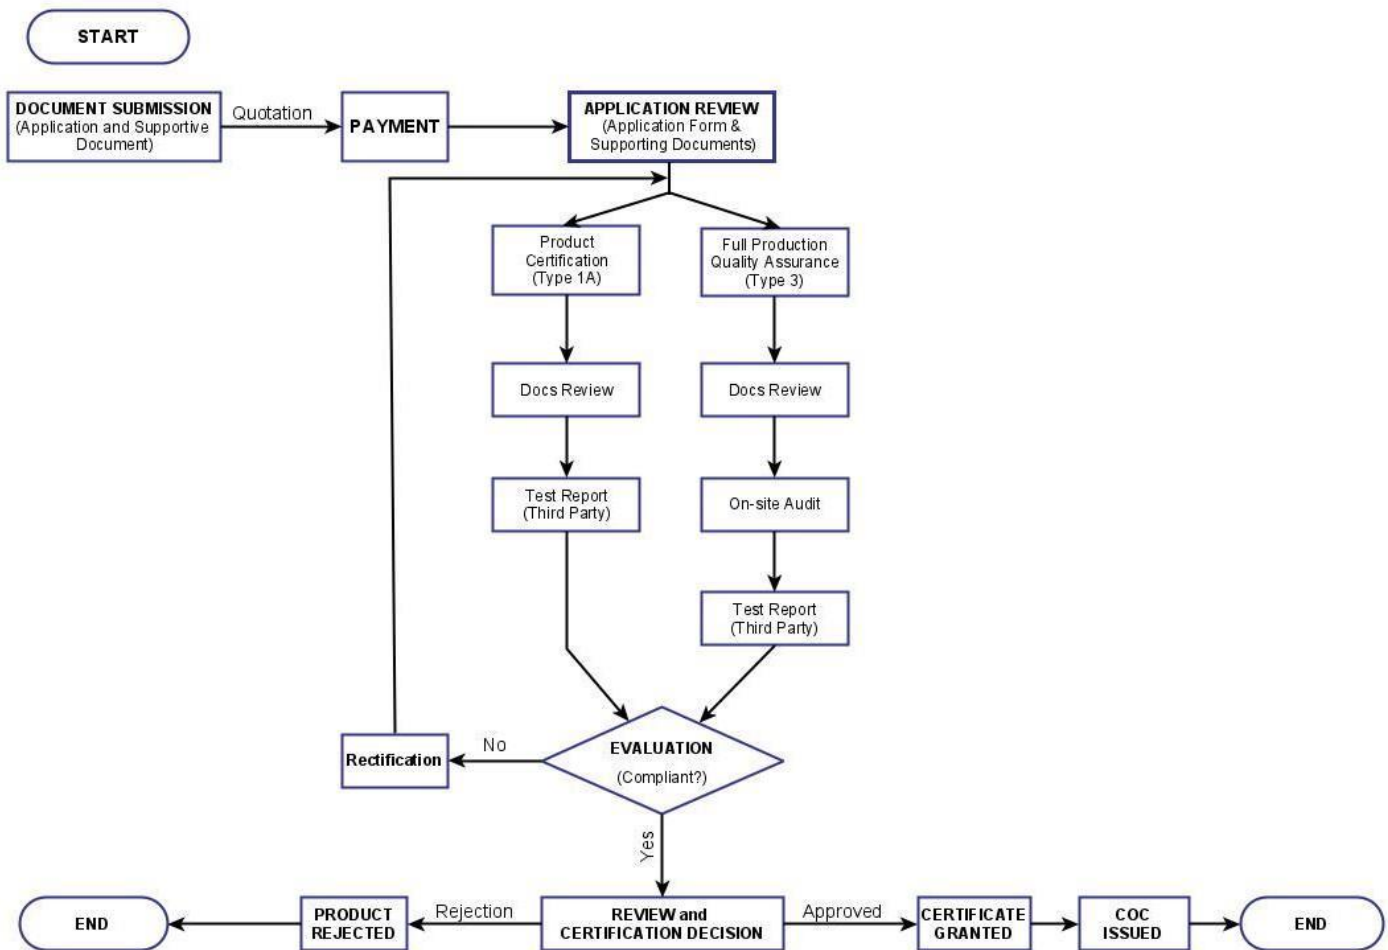 START
DOCUMENT SUBMISSION
(Application and Supportive
Document)
Quotation
PAYMENT
APPLICATION REVIEW
(Application Form &
Supporting Documents)
Product
Certification
(Type 1A)
Full Production
Quality Assurance
(Type 3)
Docs Review
Docs Review
Test Report
(Third Party)
On-site Audit
Test Report
(Third Party)
EVALUATION
(Compliant?)
No
Rectification
Yes
END
PRODUCT
REJECTED
Rejection
REVIEW and
CERTIFICATION DECISION
Approved
CERTIFICATE
GRANTED
COC
ISSUED
END